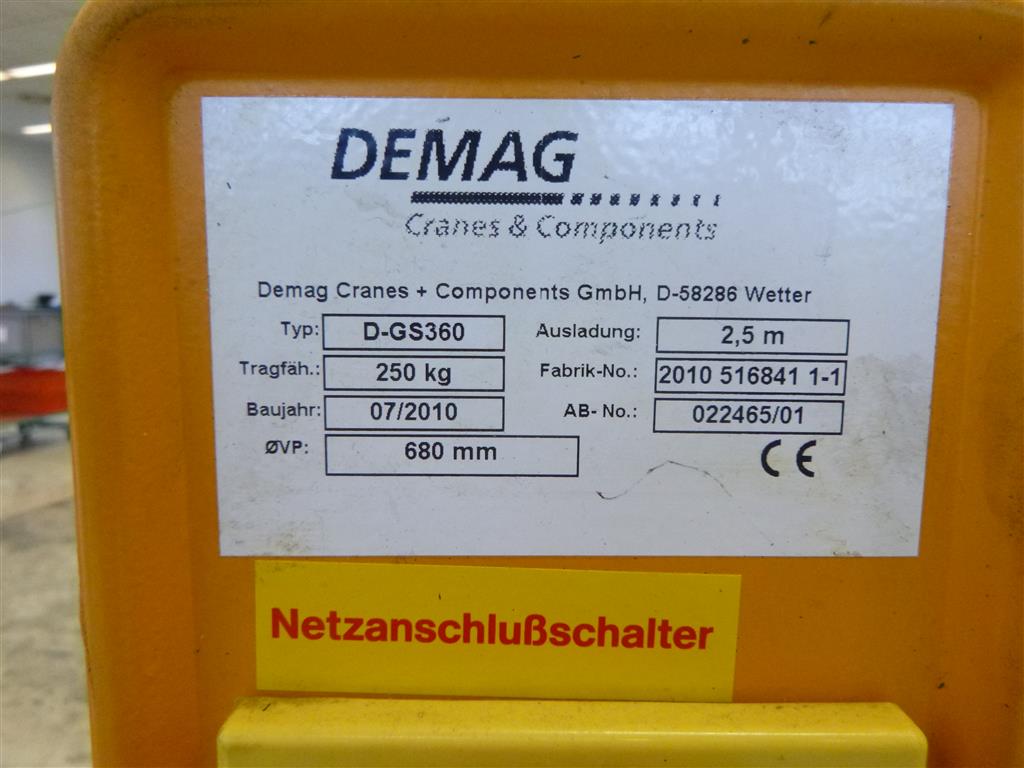 DEMAG
Cranes & Components
Demag Cranes + Components GmbH, D-58286 Wetter
Typ: D-GS360 Ausladung: 2,5 m
Tragfäh.: 250 kg Fabrik-No.: 2010 516841 1-1
Baujahr: 07/2010 AB- No.: 022465/01
ØVP: 680 mm CE
Netzanschlußschalter